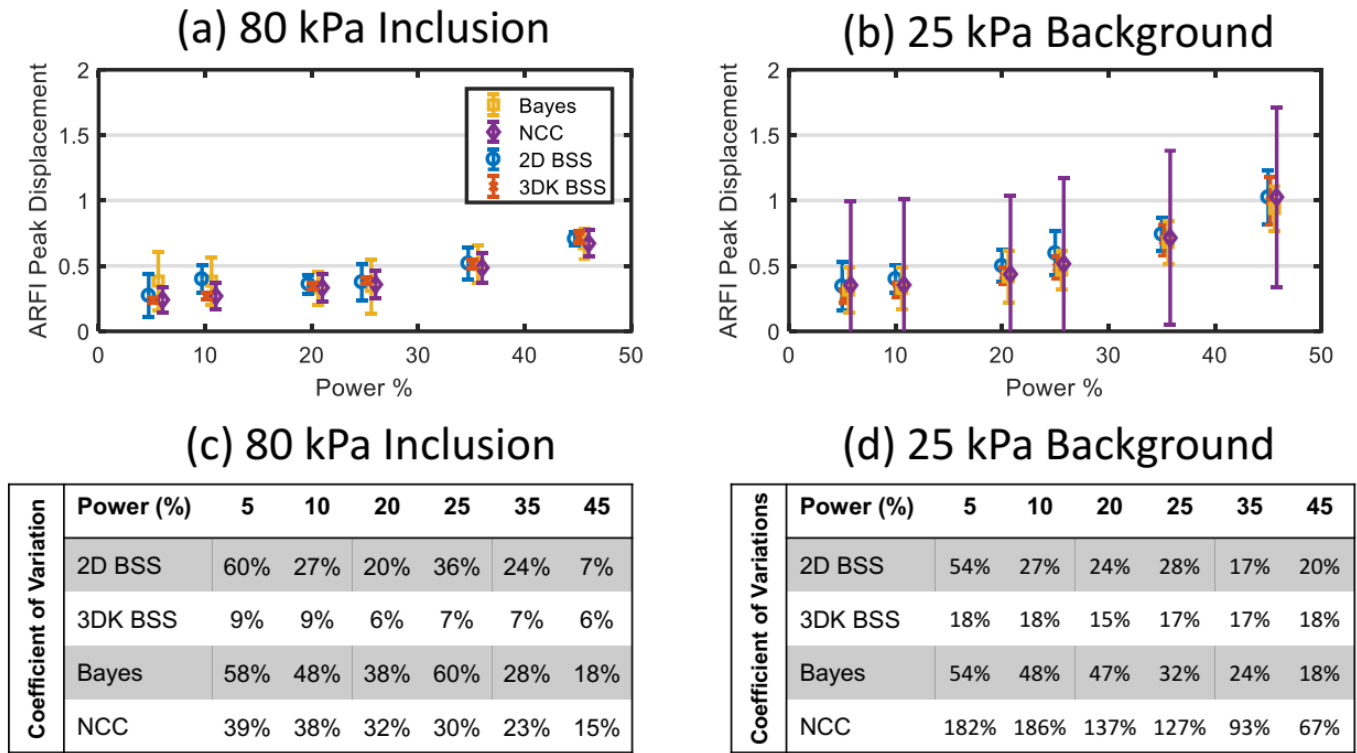 (a) 80 kPa Inclusion
ARFI Peak Displacement
2
1.5
1
0.5
0
0 10 20 30 40 50
Power %
Bayes
NCC
2D BSS
3DK BSS
(b) 25 kPa Background
ARFI Peak Displacement
2
1.5
1
0.5
0
0 10 20 30 40 50
Power %
(c) 80 kPa Inclusion
Coefficient of Variation
Power (%) 5 10 20 25 35 45
2D BSS 60% 27% 20% 36% 24% 7%
3DK BSS 9% 9% 6% 7% 7% 6%
Bayes 58% 48% 38% 60% 28% 18%
NCC 39% 38% 32% 30% 23% 15%
(d) 25 kPa Background
Coefficient of Variations
Power (%) 5 10 20 25 35 45
2D BSS 54% 27% 24% 28% 17% 20%
3DK BSS 18% 18% 15% 17% 17% 18%
Bayes 54% 48% 47% 32% 24% 18%
NCC 182% 186% 137% 127% 93% 67%